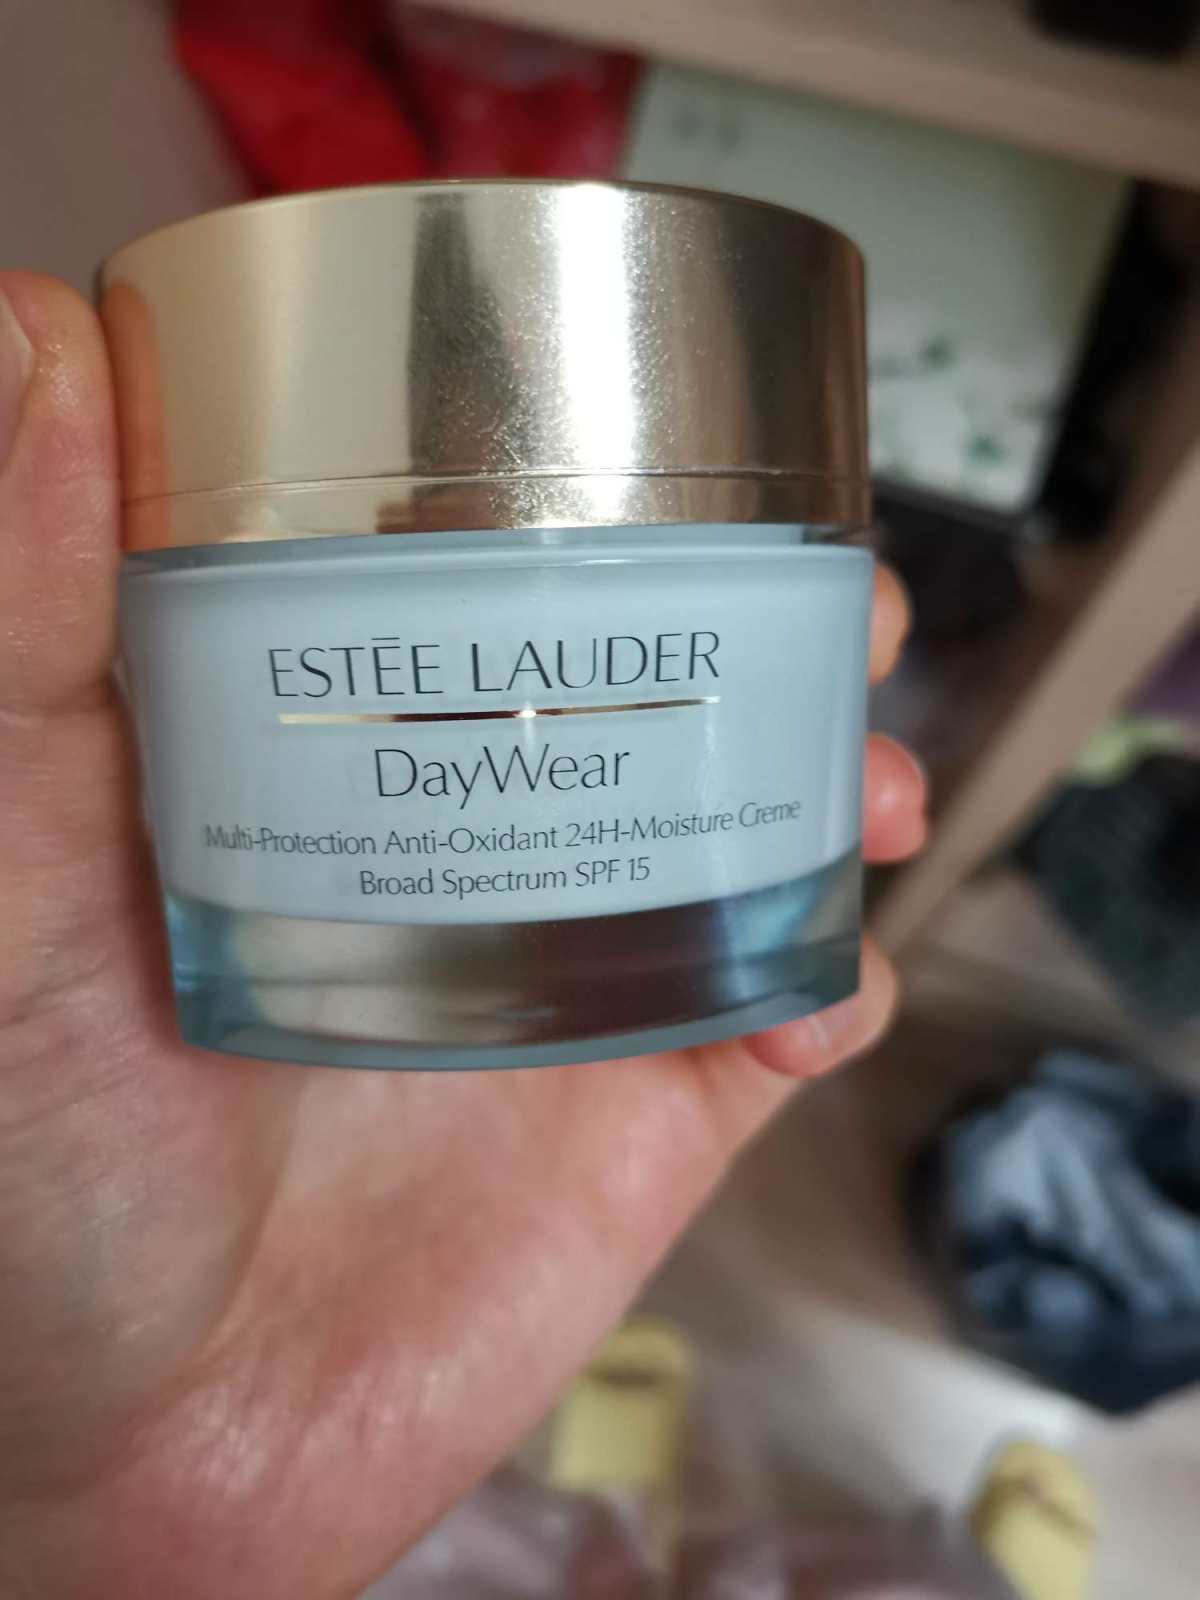 ESTĒE LAUDER
DayWear
Multi-Protection Anti-Oxidant 24H-Moisture Creme
Broad Spectrum SPF 15